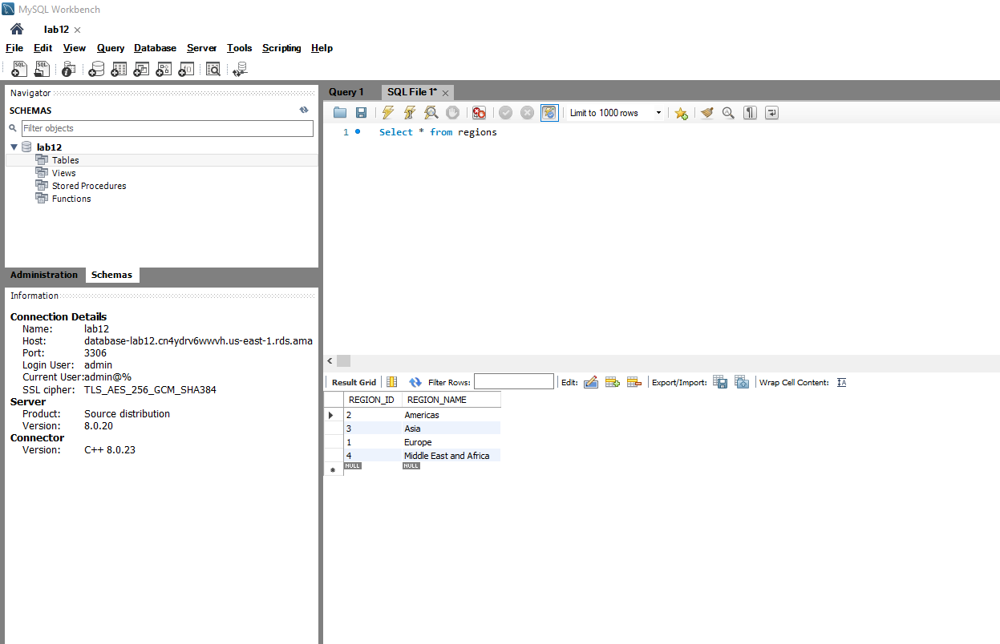 MySQL Workbench
lab12
File Edit View Query Database Server Tools Scripting Help
Navigator
SCHEMAS
Filter objects
lab12
Tables
Views
Stored Procedures
Functions
Administration Schemas
Information
Connection Details
Name: lab12
Host: database-lab12.cn4ydrv6wwvh.us-east-1.rds.ama
Port: 3306
Login User: admin
Current User:admin@%
SSL cipher: TLS_AES_256_GCM_SHA384
Server
Product: Source distribution
Version: 8.0.20
Connector
Version: C++ 8.0.23
Query 1 SQL File 1*
Limit to 1000 rows
1 Select * from regions
Result Grid Filter Rows: Edit: Export/Import: Wrap Cell Content:
REGION_ID REGION_NAME
2 Americas
3 Asia
1 Europe
4 Middle East and Africa
NULL NULL